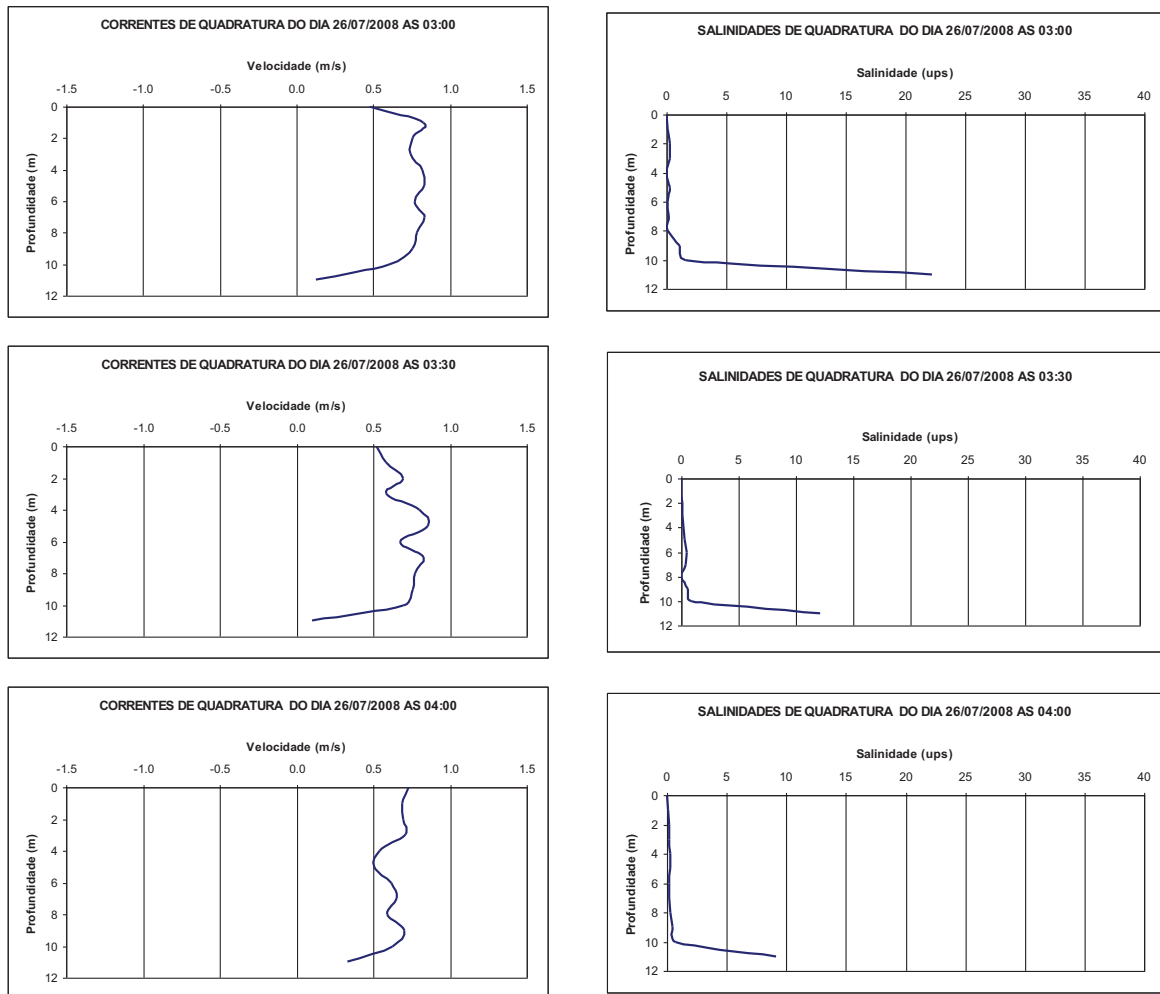 CORRENTES DE QUADRATURA DO DIA 26/07/2008 AS 03:00
Velocidade (m/s)
-1.5 -1.0 -0.5 0.0 0.5 1.0 1.5
0
2
4
6
8
10
12
Profundidade (m)
SALINIDADES DE QUADRATURA DO DIA 26/07/2008 AS 03:00
Salinidade (ups)
0 5 10 15 20 25 30 35 40
0
2
4
6
8
10
12
Profundidade (m)
CORRENTES DE QUADRATURA DO DIA 26/07/2008 AS 03:30
Velocidade (m/s)
-1.5 -1.0 -0.5 0.0 0.5 1.0 1.5
0
2
4
6
8
10
12
Profundidade (m)
SALINIDADES DE QUADRATURA DO DIA 26/07/2008 AS 03:30
Salinidade (ups)
0 5 10 15 20 25 30 35 40
0
2
4
6
8
10
12
Profundidade (m)
CORRENTES DE QUADRATURA DO DIA 26/07/2008 AS 04:00
Velocidade (m/s)
-1.5 -1.0 -0.5 0.0 0.5 1.0 1.5
0
2
4
6
8
10
12
Profundidade (m)
SALINIDADES DE QUADRATURA DO DIA 26/07/2008 AS 04:00
Salinidade (ups)
0 5 10 15 20 25 30 35 40
0
2
4
6
8
10
12
Profundidade (m)